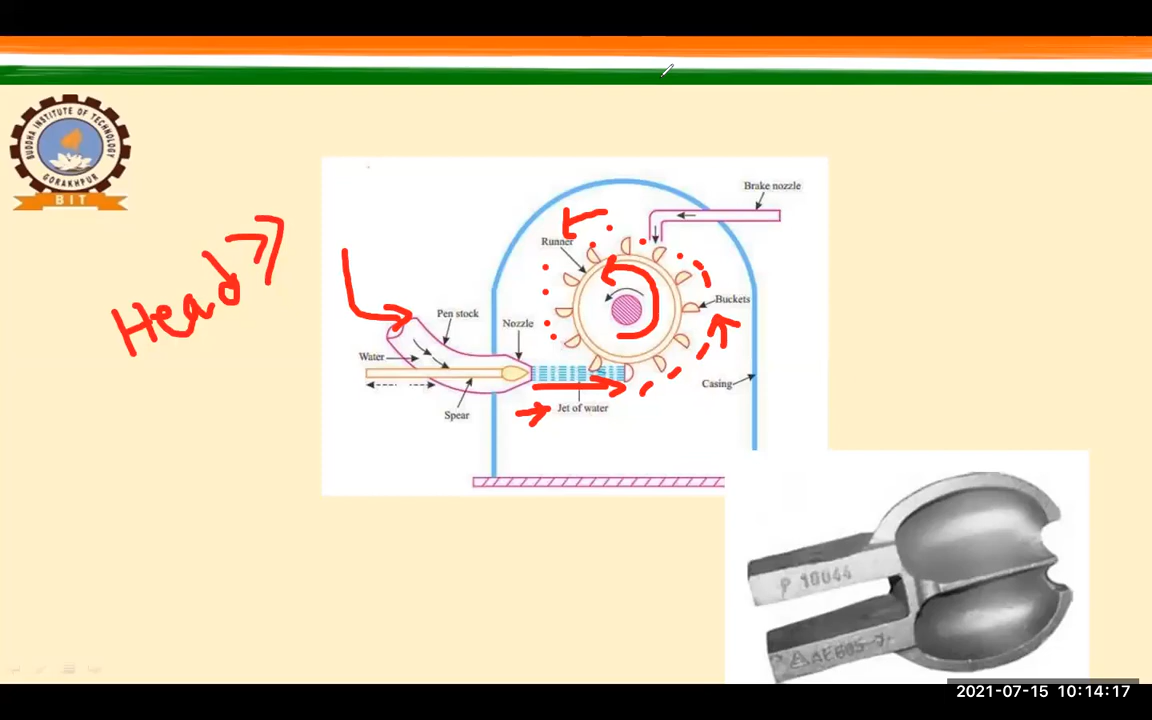 BUDDHA INSTITUTE OF TECHNOLOGY
GORAKHPUR
BIT
Head >>
Brake nozzle
Runner
Buckets
Pen stock
Nozzle
Water
Casing
Jet of water
Spear
P 10044
AE605-7
2021-07-15 10:14:17